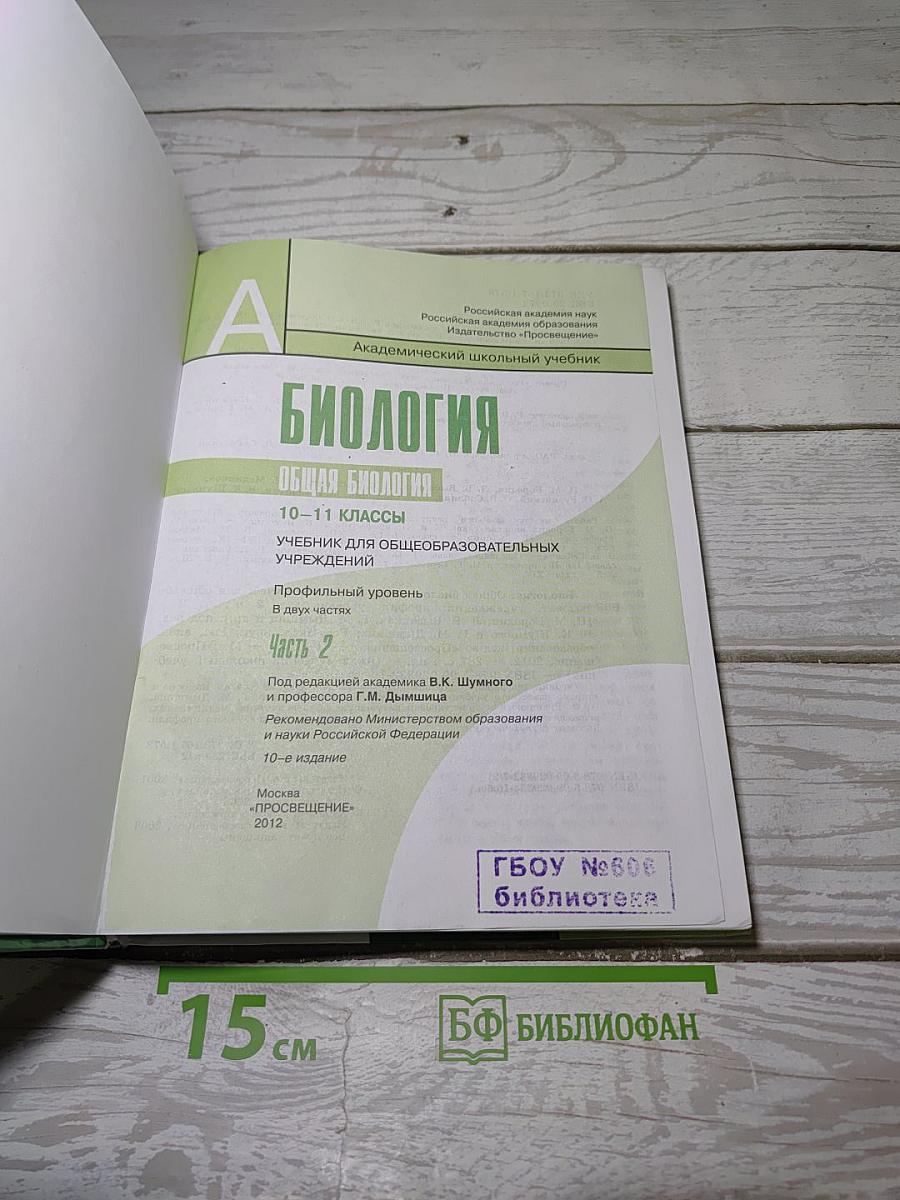 А
Российская академия наук
Российская академия образования
Издательство «Просвещение»
Академический школьный учебник
БИОЛОГИЯ
ОБЩАЯ БИОЛОГИЯ
10–11 КЛАССЫ
УЧЕБНИК ДЛЯ ОБЩЕОБРАЗОВАТЕЛЬНЫХ
УЧРЕЖДЕНИЙ
Профильный уровень
В двух частях
Часть 2
Под редакцией академика В.К. Шумного
и профессора Г.М. Дымшица
Рекомендовано Министерством образования
и науки Российской Федерации
10–е издание
Москва
«ПРОСВЕЩЕНИЕ»
2012
ГБОУ №606
библиотека
15 см
БФ БИБЛИОФАН